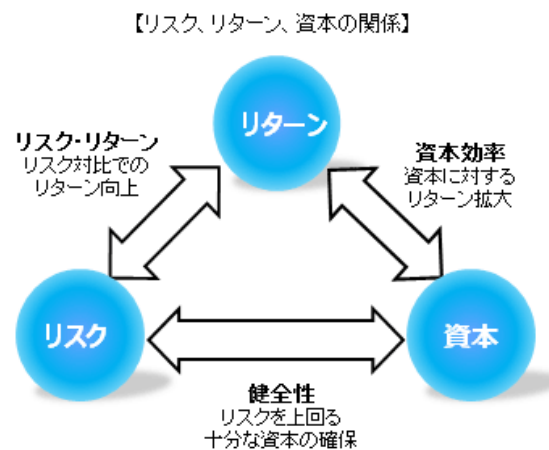 【リスク、リターン、資本の関係】
リターン
リスク・リターン
リスク対比での
リターン向上
資本効率
資本に対する
リターン拡大
リスク
資本
健全性
リスクを上回る
十分な資本の確保